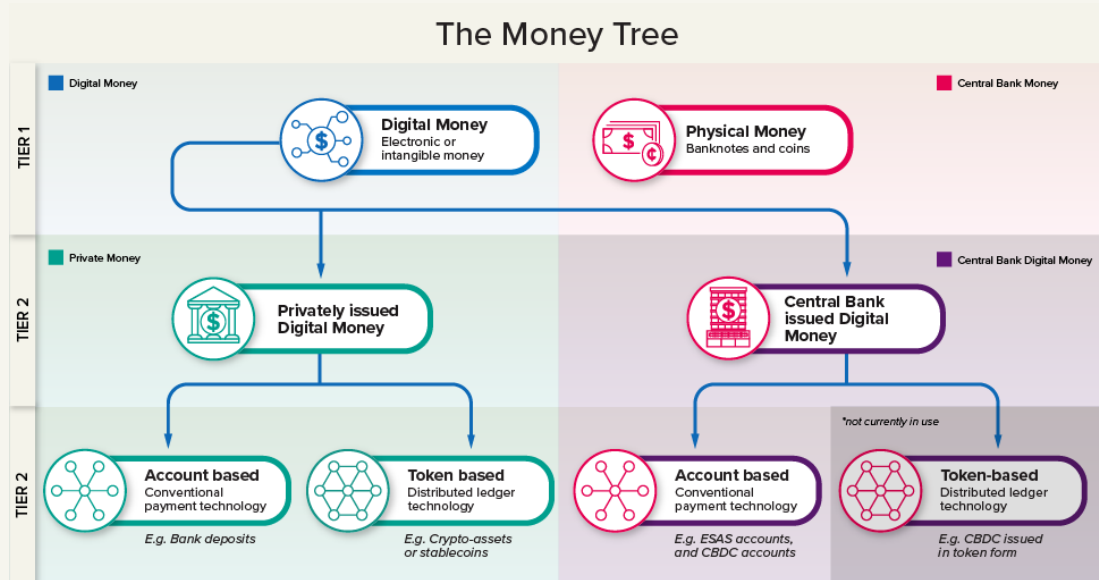 The Money Tree
Digital Money
Central Bank Money
TIER 1
Digital Money
Electronic or
intangible money
$
Physical Money
Banknotes and coins
$
¢
Private Money
Central Bank Digital Money
TIER 2
$
Privately issued
Digital Money
$
Central Bank
issued Digital
Money
TIER 2
*not currently in use
Account based
Conventional
payment technology
E.g. Bank deposits
Token based
Distributed ledger
technology
E.g. Crypto-assets
or stablecoins
Account based
Conventional
payment technology
E.g. ESAS accounts,
and CBDC accounts
Token-based
Distributed ledger
technology
E.g. CBDC issued
in token form